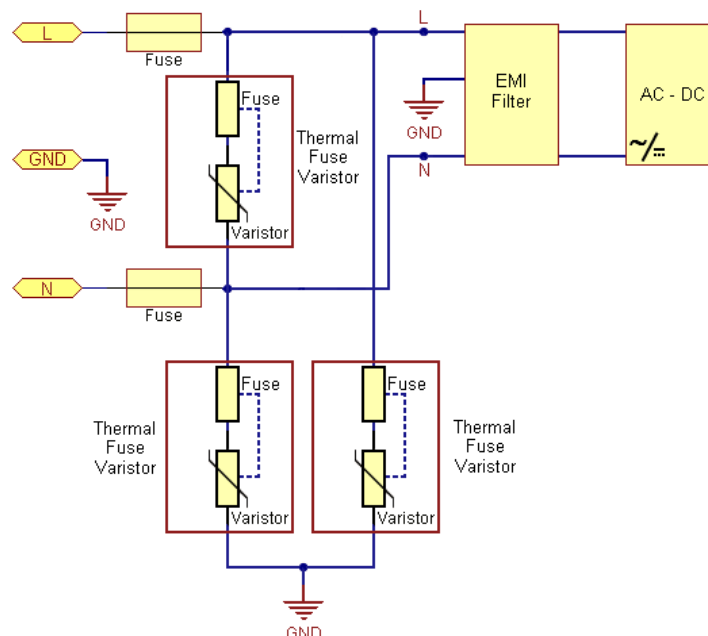 L
Fuse
L
EMI
Filter
AC - DC
~/=
GND
Fuse
Thermal
Fuse
Varistor
Varistor
GND
GND
N
N
Fuse
Fuse
Thermal
Fuse
Varistor
Varistor
Fuse
Thermal
Fuse
Varistor
Varistor
GND